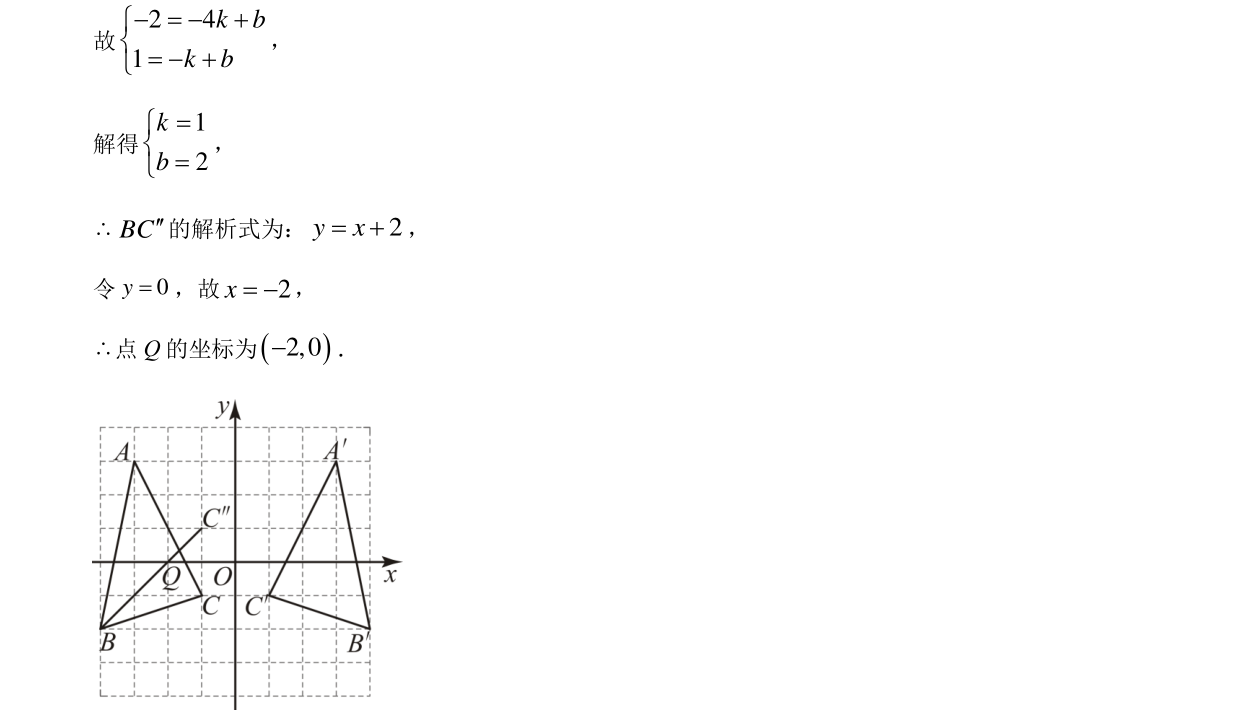 故{−2=−4k+b
1=−k+b ，
解得{k=1
b=2 ，
∴ BC″的解析式为：y=x+2，
令 y=0，故 x=−2，
∴点 Q 的坐标为(−2,0)．
y
A A′
C″
Q O x
C C′
B B′